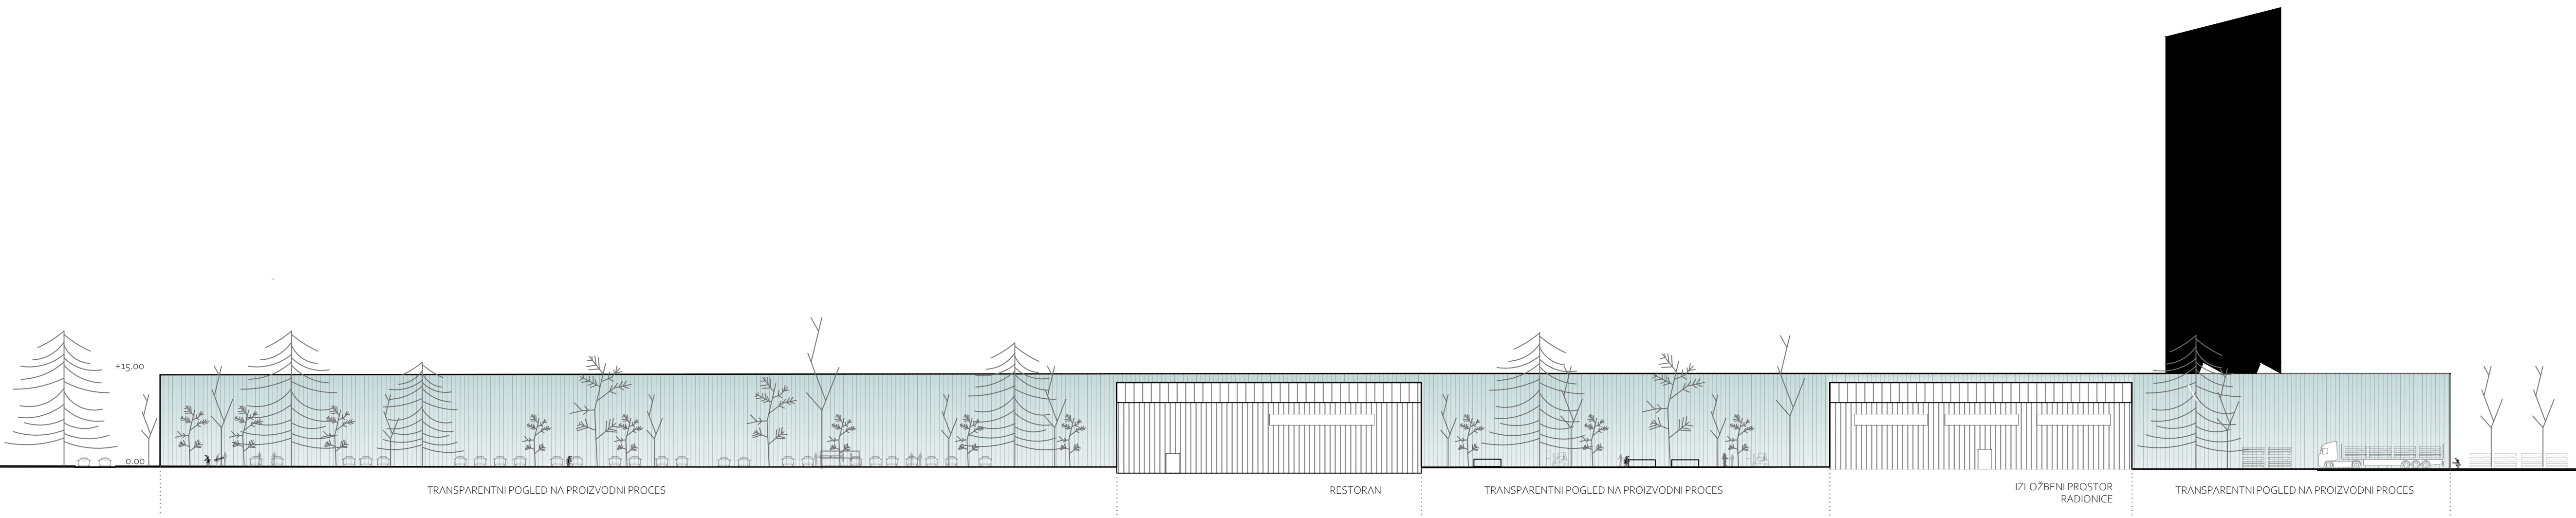 +15.00
0.00
TRANSPARENTNI POGLED NA PROIZVODNI PROCES
RESTORAN
TRANSPARENTNI POGLED NA PROIZVODNI PROCES
IZLOŽBENI PROSTOR
RADIONICE
TRANSPARENTNI POGLED NA PROIZVODNI PROCES